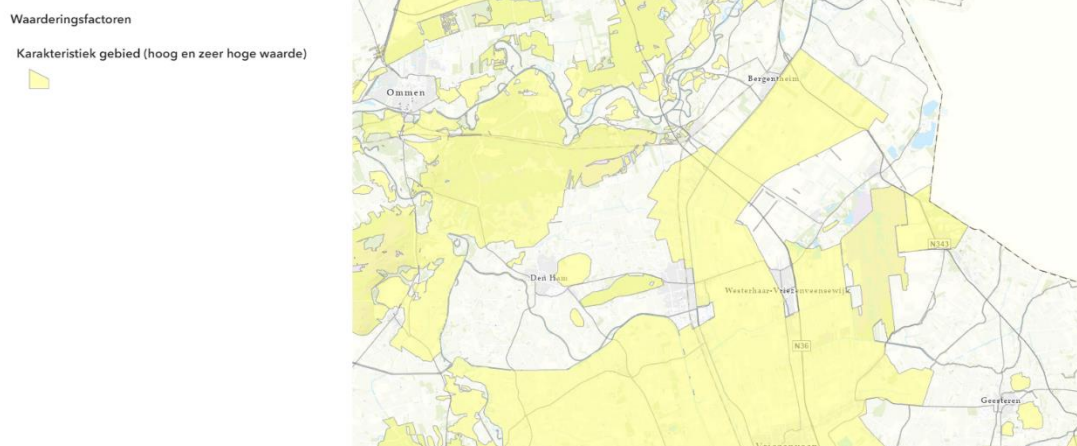 Waarderingsfactoren
Karakteristiek gebied (hoog en zeer hoge waarde)
Ommen
Bergentheim
N343
Den Ham
Westerhaar-Vriezenveensewijk
N36
Geesteren